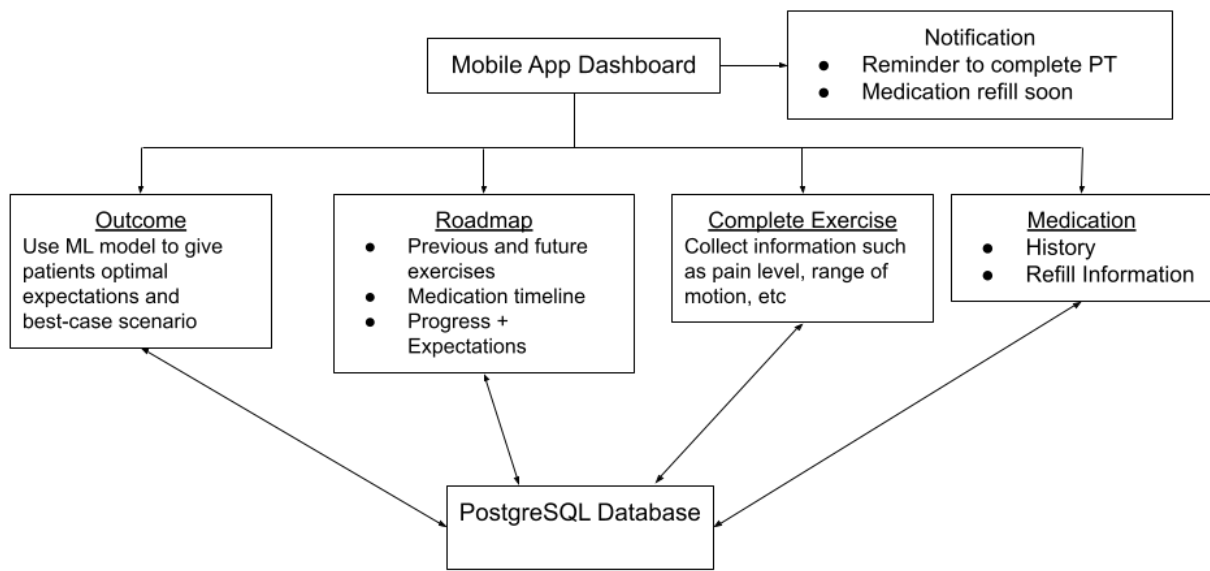 Mobile App Dashboard
Notification
● Reminder to complete PT
● Medication refill soon
Outcome
Use ML model to give
patients optimal
expectations and
best-case scenario
Roadmap
● Previous and future
exercises
● Medication timeline
● Progress +
Expectations
Complete Exercise
Collect information such
as pain level, range of
motion, etc
Medication
● History
● Refill Information
PostgreSQL Database